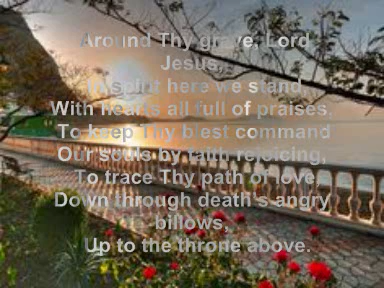 Around Thy grave, Lord
Jesus,
In spirit here we stand,
With hearts all full of praises,
To keep Thy blest command
Our souls by faith rejoicing,
To trace Thy path of love
Down through death's angry
billows,
Up to the throne above.